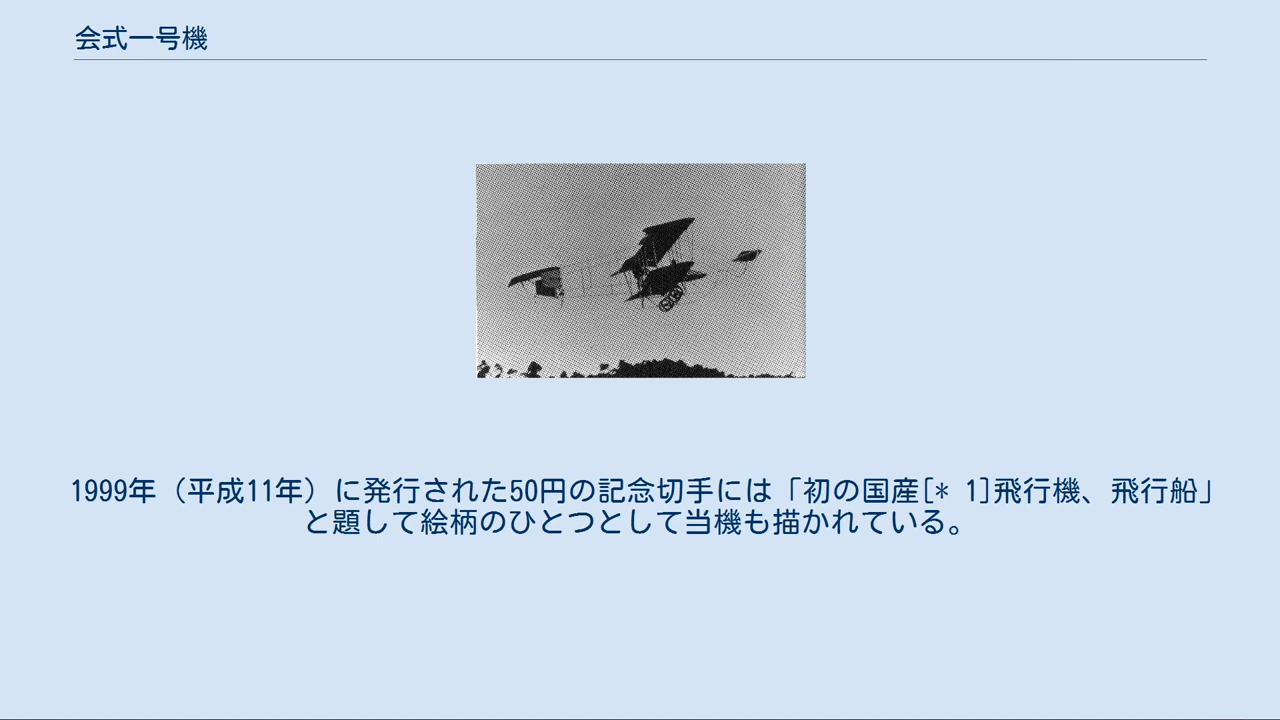 会式一号機
1999年（平成11年）に発行された50円の記念切手には「初の国産[* 1]飛行機、飛行船」
と題して絵柄のひとつとして当機も描かれている。